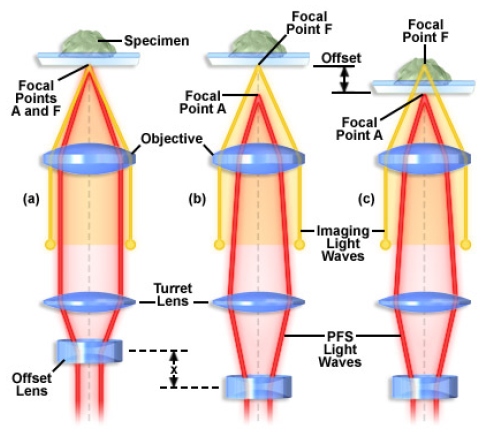 Specimen
Focal
Points
A and F
Objective
(a)
Turret
Lens
Offset
Lens
x
Focal
Point F
Focal
Point A
(b)
Offset
Focal
Point F
Focal
Point A
(c)
Imaging
Light
Waves
PFS
Light
Waves